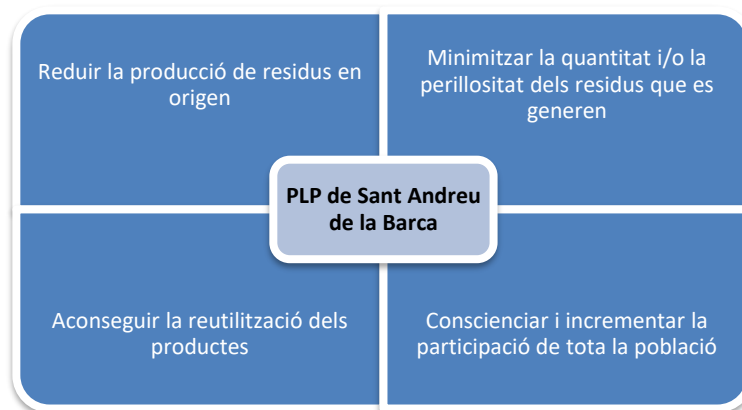 Reduir la producció de residus en
origen
Minimitzar la quantitat i/o la
perillositat dels residus que es
generen
PLP de Sant Andreu
de la Barca
Aconseguir la reutilització dels
productes
Conscienciar i incrementar la
participació de tota la població